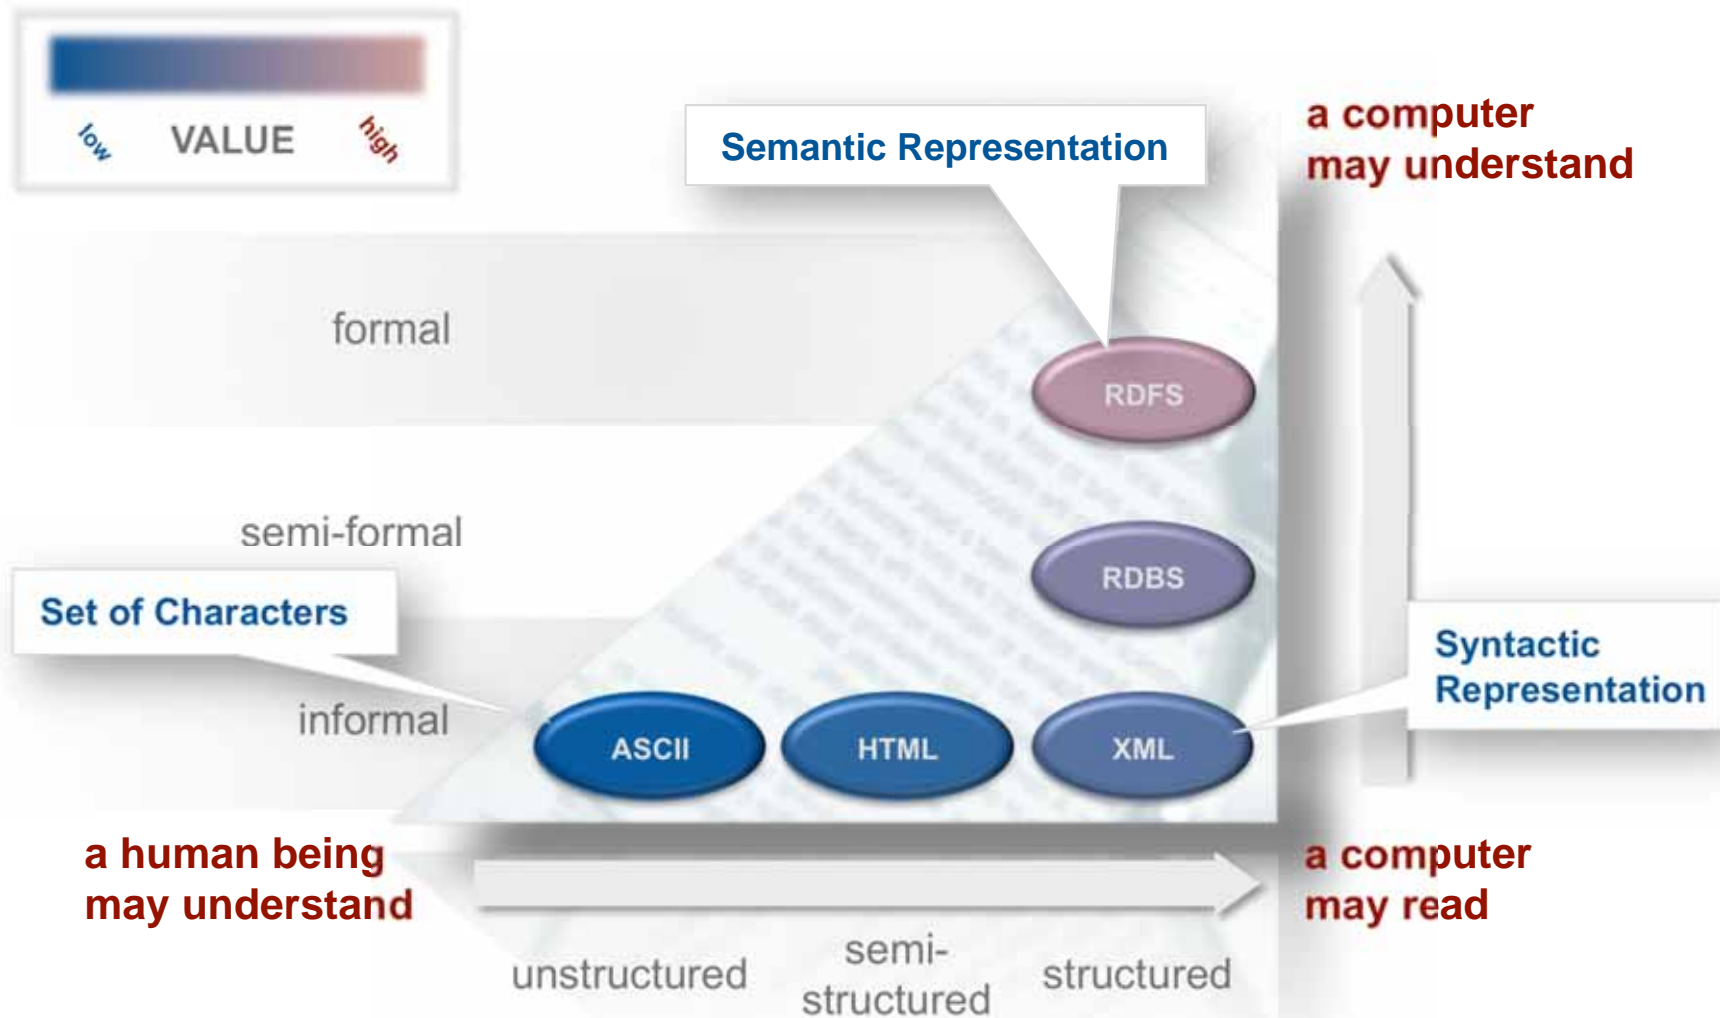 low VALUE high
Semantic Representation
a computer
may understand
formal
RDFS
semi-formal
RDBS
Set of Characters
Syntactic
Representation
informal
ASCII HTML XML
a human being
may understand
a computer
may read
unstructured
semi-
structured
structured